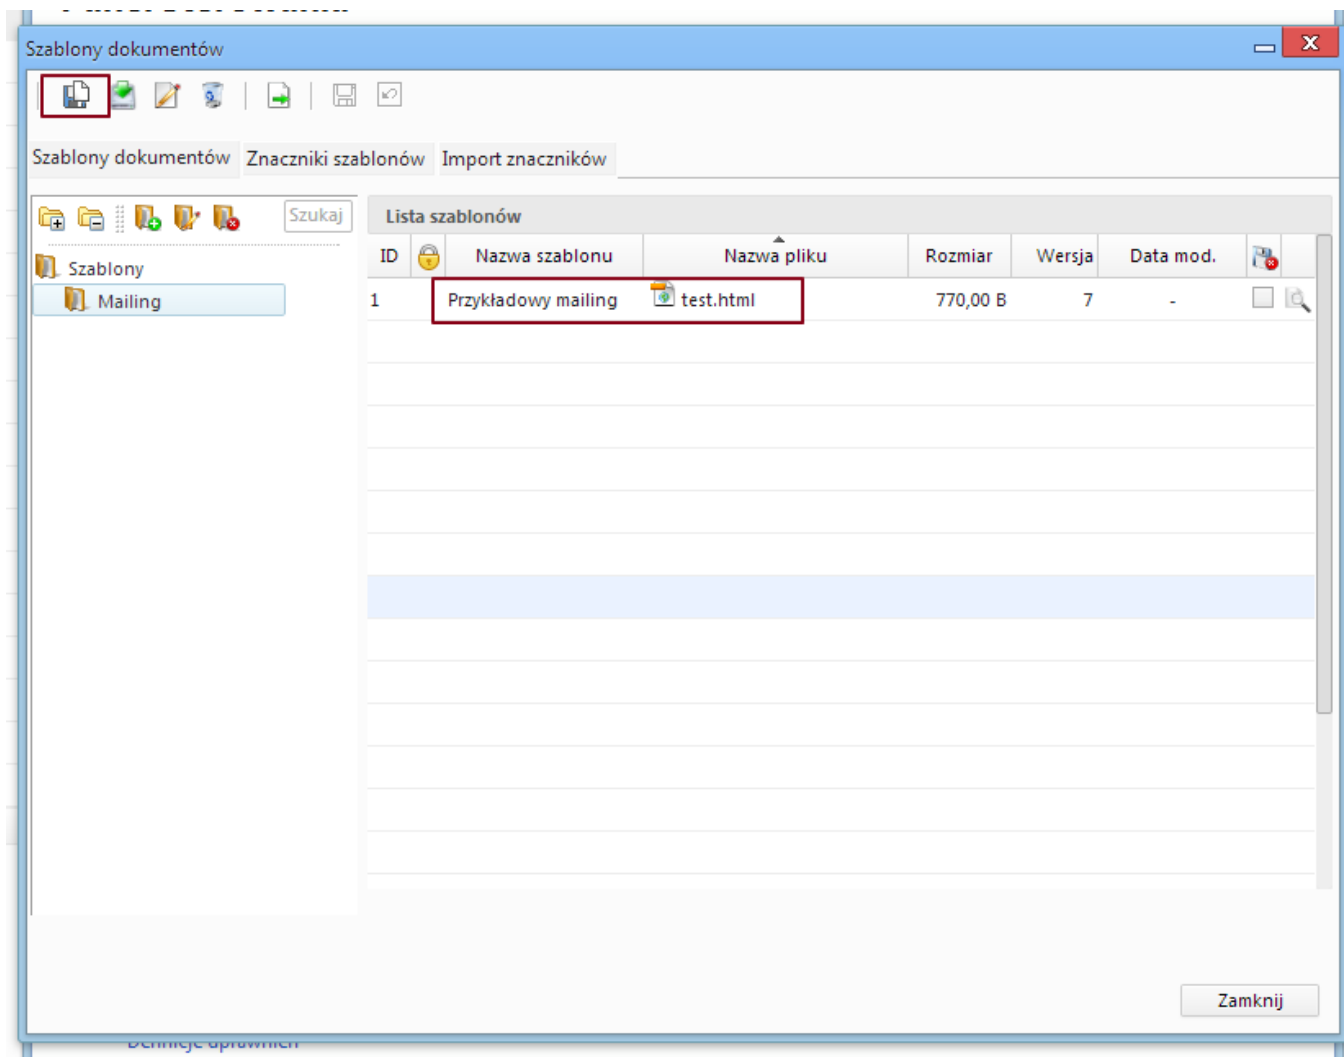 Szablony dokumentów
Szablony dokumentów Znaczniki szablonów Import znaczników
Szukaj
Szablony
Mailing
Lista szablonów
ID Nazwa szablonu Nazwa pliku Rozmiar Wersja Data mod.
1 Przykładowy mailing test.html 770,00 B 7 -
Zamknij